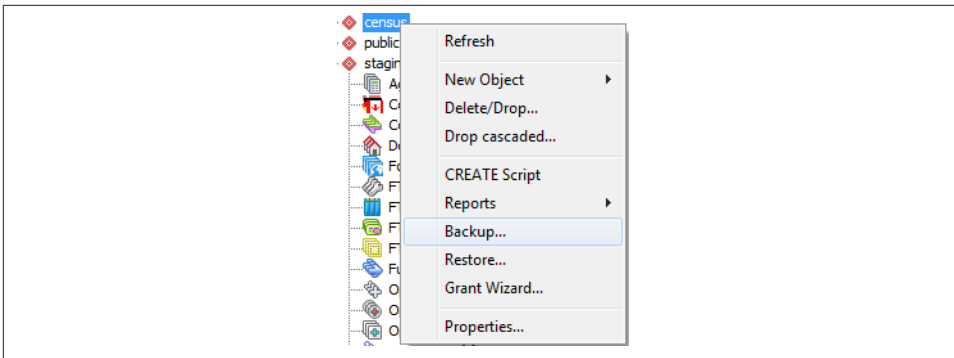 census
public
Refresh
stagin
New Object
Delete/Drop...
Drop cascaded...
CREATE Script
Reports
Backup...
Restore...
Grant Wizard...
Properties...